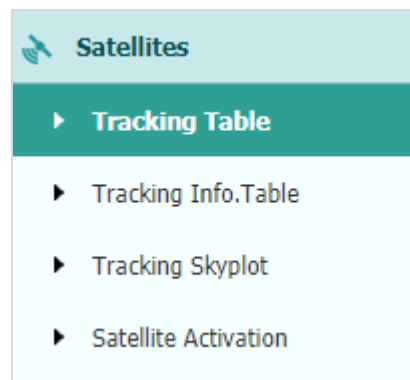 Satellites
Tracking Table
Tracking Info.Table
Tracking Skyplot
Satellite Activation